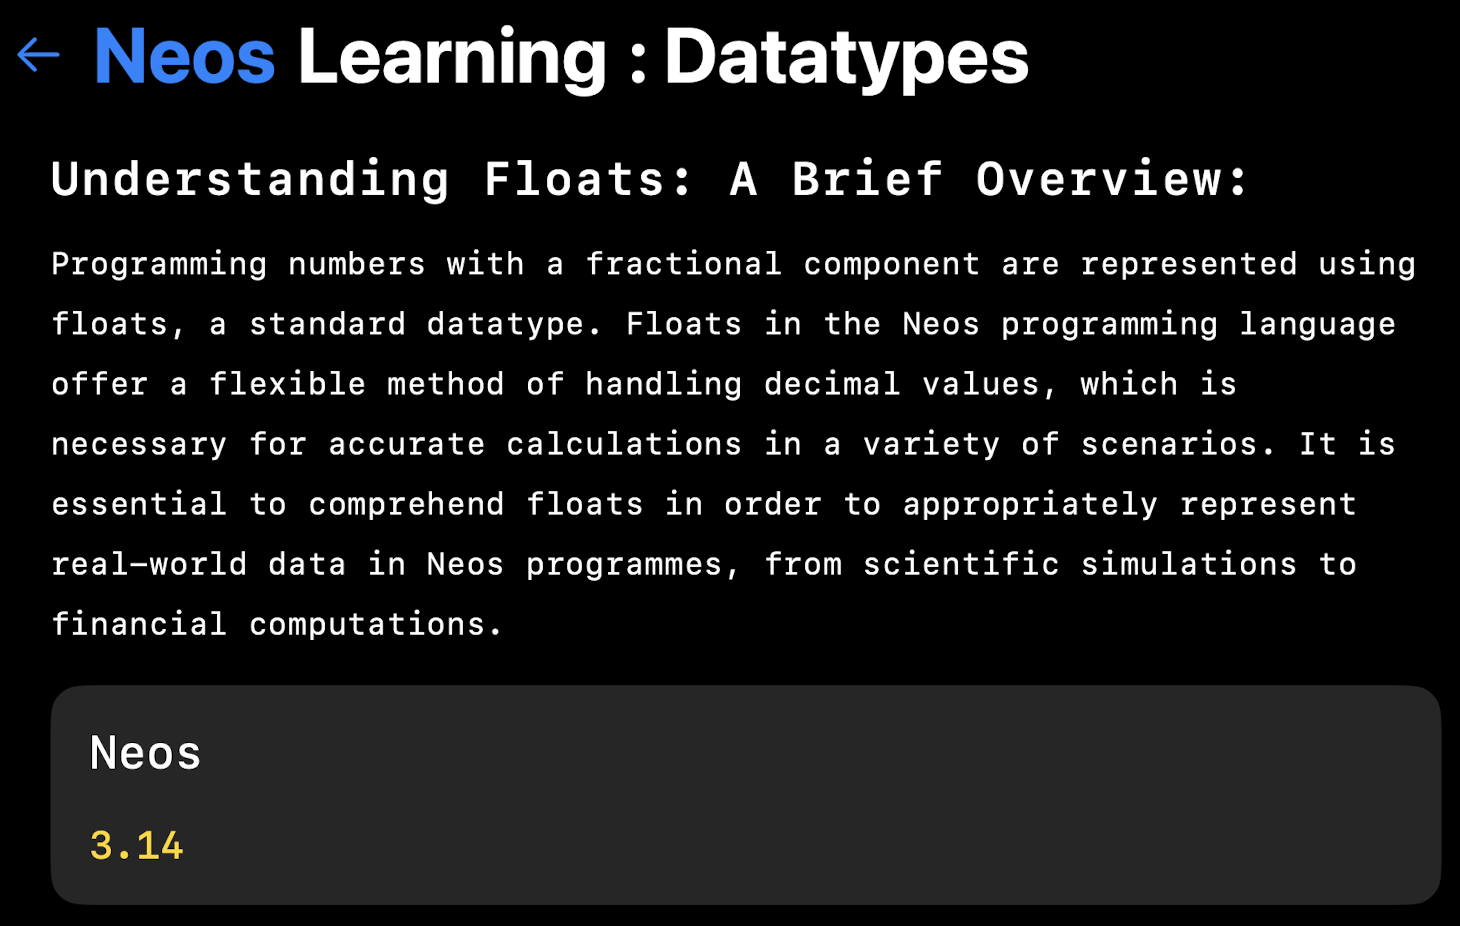 ← Neos Learning : Datatypes
Understanding Floats: A Brief Overview:
Programming numbers with a fractional component are represented using
floats, a standard datatype. Floats in the Neos programming language
offer a flexible method of handling decimal values, which is
necessary for accurate calculations in a variety of scenarios. It is
essential to comprehend floats in order to appropriately represent
real—world data in Neos programmes, from scientific simulations to
financial computations.
Neos
3.14